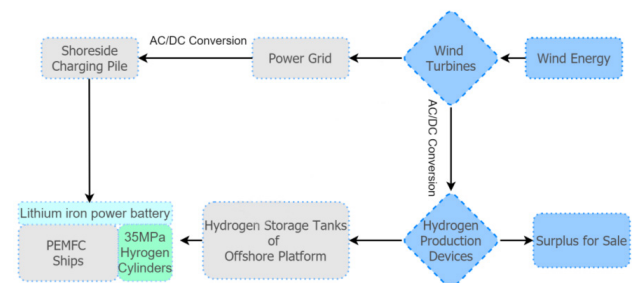 AC/DC Conversion
Shoreside
Charging Pile
Power Grid
Wind
Turbines
Wind Energy
AC/DC Conversion
Lithium iron power battery
PEMFC
Ships
35MPa
Hyrogen
Cylinders
Hydrogen Storage Tanks
of
Offshore Platform
Hydrogen
Production
Devices
Surplus for Sale